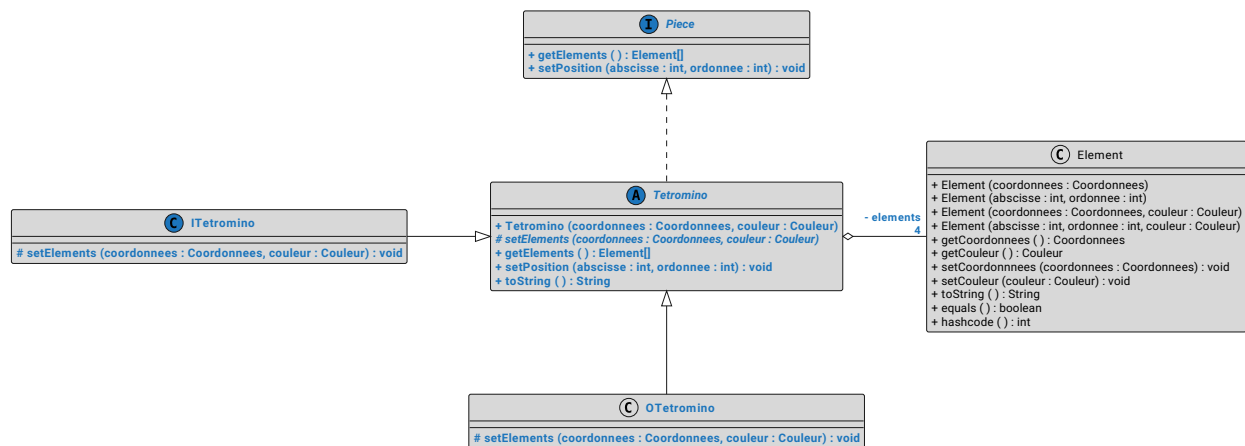 I Piece
+ getElements ( ) : Element[]
+ setPosition (abscisse : int, ordonnee : int) : void
C Element
+ Element (coordonnees : Coordonnees)
+ Element (abscisse : int, ordonnee : int)
+ Element (coordonnees : Coordonnees, couleur : Couleur)
+ Element (abscisse : int, ordonnee : int, couleur : Couleur)
+ getCoordonnees ( ) : Coordonnees
+ getCouleur ( ) : Couleur
+ setCoordonnnees (coordonnees : Coordonnees) : void
+ setCouleur (couleur : Couleur) : void
+ toString ( ) : String
+ equals ( ) : boolean
+ hashcode ( ) : int
A Tetromino
+ Tetromino (coordonnees : Coordonnees, couleur : Couleur)
# setElements (coordonnees : Coordonnees, couleur : Couleur)
+ getElements ( ) : Element[]
+ setPosition (abscisse : int, ordonnee : int) : void
+ toString ( ) : String
- elements
4
C ITetromino
# setElements (coordonnees : Coordonnees, couleur : Couleur) : void
C OTetromino
# setElements (coordonnees : Coordonnees, couleur : Couleur) : void